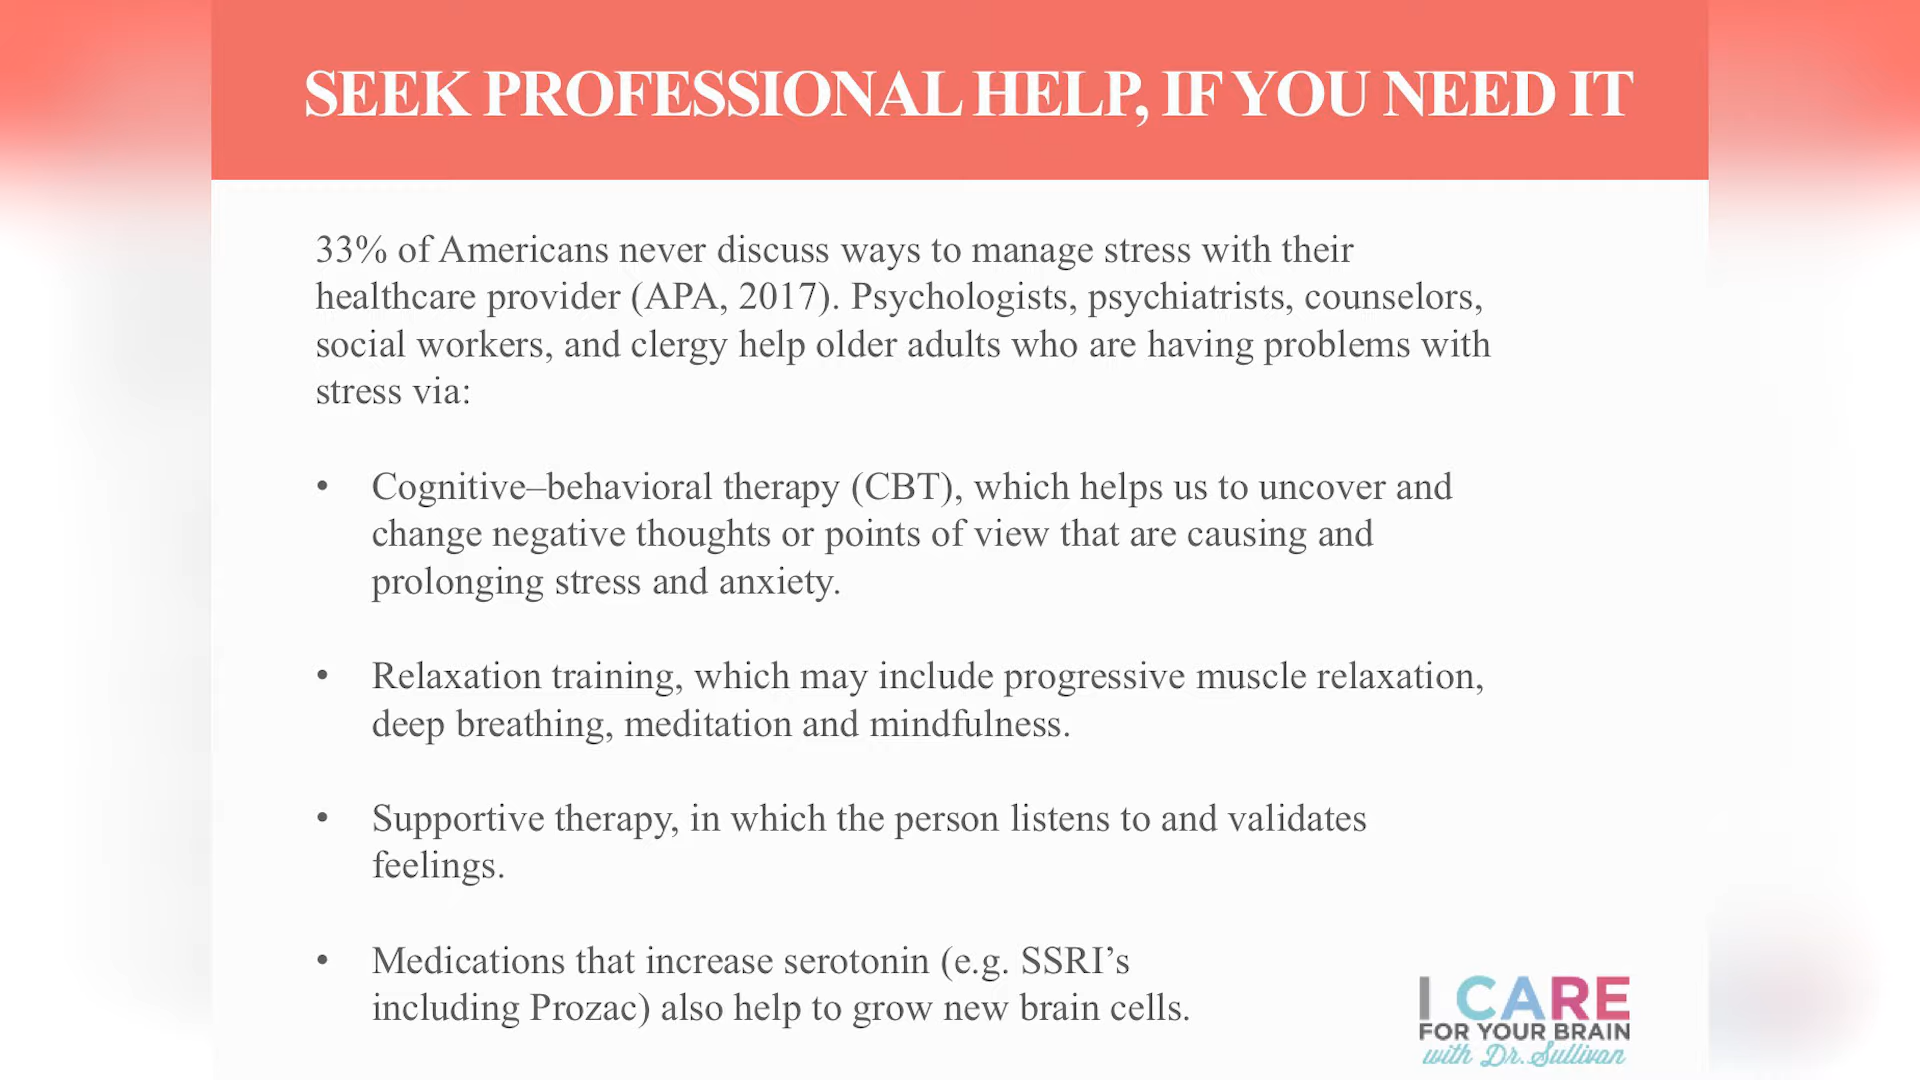 SEEK PROFESSIONAL HELP, IF YOU NEED IT
33% of Americans never discuss ways to manage stress with their
healthcare provider (APA, 2017). Psychologists, psychiatrists, counselors,
social workers, and clergy help older adults who are having problems with
stress via:
• Cognitive–behavioral therapy (CBT), which helps us to uncover and
change negative thoughts or points of view that are causing and
prolonging stress and anxiety.
• Relaxation training, which may include progressive muscle relaxation,
deep breathing, meditation and mindfulness.
• Supportive therapy, in which the person listens to and validates
feelings.
• Medications that increase serotonin (e.g. SSRI’s
including Prozac) also help to grow new brain cells.
I CARE
FOR YOUR BRAIN
with Dr. Sullivan